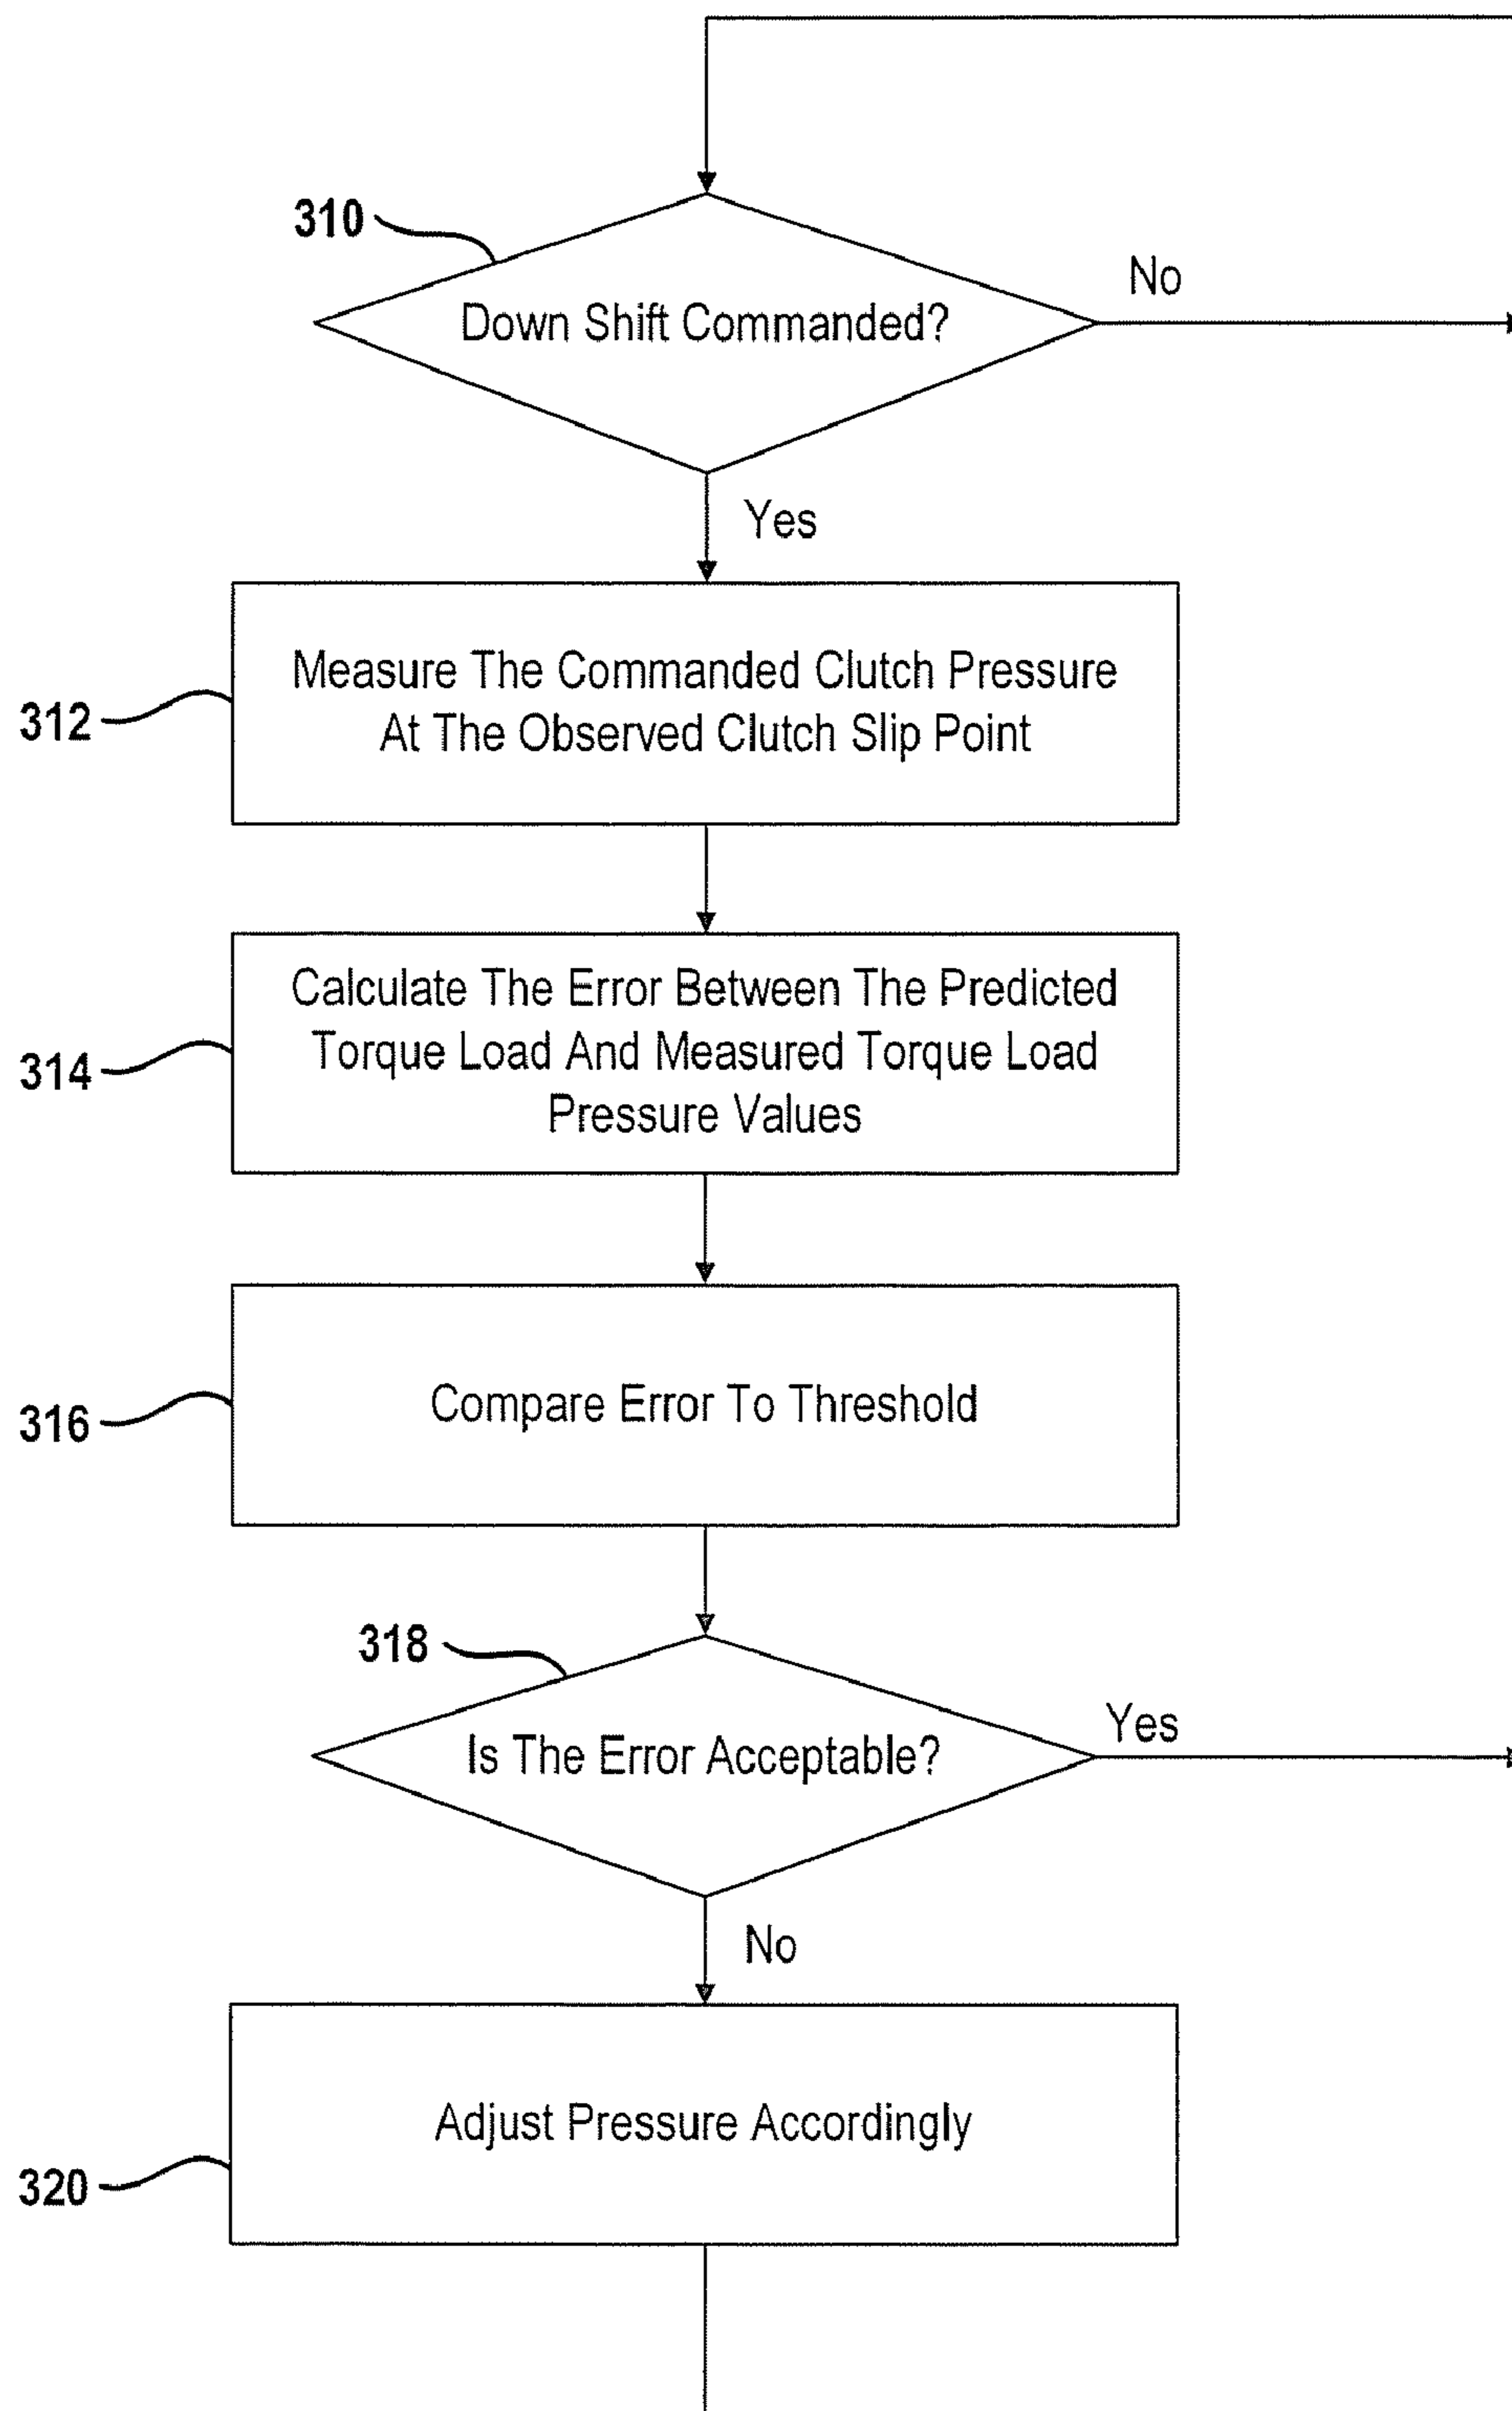 310
Down Shift Commanded?
No
Yes
312
Measure The Commanded Clutch Pressure
At The Observed Clutch Slip Point
314
Calculate The Error Between The Predicted
Torque Load And Measured Torque Load
Pressure Values
316
Compare Error To Threshold
318
Is The Error Acceptable?
Yes
No
320
Adjust Pressure Accordingly